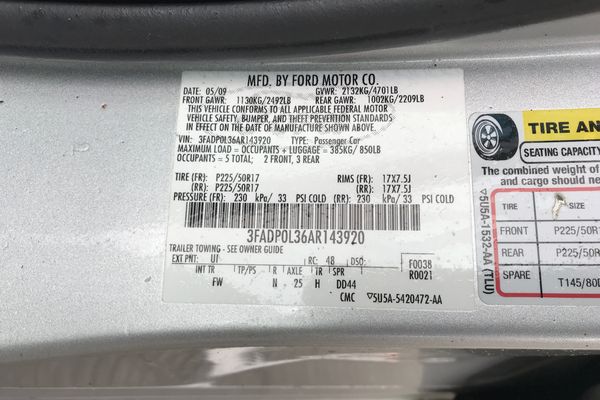 MFD. BY FORD MOTOR CO.
DATE: 05/09 GVWR: 2132KG/4701LB
FRONT GAWR: 1130KG/2492LB REAR GAWR: 1002KG/2209LB
THIS VEHICLE CONFORMS TO ALL APPLICABLE FEDERAL MOTOR
VEHICLE SAFETY, BUMPER, AND THEFT PREVENTION STANDARDS
IN EFFECT ON THE DATE OF MANUFACTURE SHOWN ABOVE.
VIN: 3FADP0L36AR143920 TYPE: Passenger Car
MAXIMUM LOAD = OCCUPANTS + LUGGAGE = 385KG/ 850LB
OCCUPANTS = 5 TOTAL: 2 FRONT, 3 REAR
TIRE (FR): P225/50R17 RIMS (FR): 17X7.5J
(RR): P225/50R17 (RR): 17X7.5J
PRESSURE (FR): 230 kPa/ 33 PSI COLD (RR): 230 kPa/ 33 PSI COLD
3FADP0L36AR143920
TRAILER TOWING - SEE OWNER GUIDE
EXT PNT: UI RC: 48 DSO: F0038
INT TR TP/PS R AXLE TR SPR R0021
FW N 25 H DD44
CMC ▽5U5A-5420472-AA
TIRE AN
SEATING CAPACITY
The combined weight of
and cargo should ne
TIRE SIZE
FRONT P225/50R
REAR P225/50R
SPARE T145/80D
▽5U5A-1532-AA (TLU)